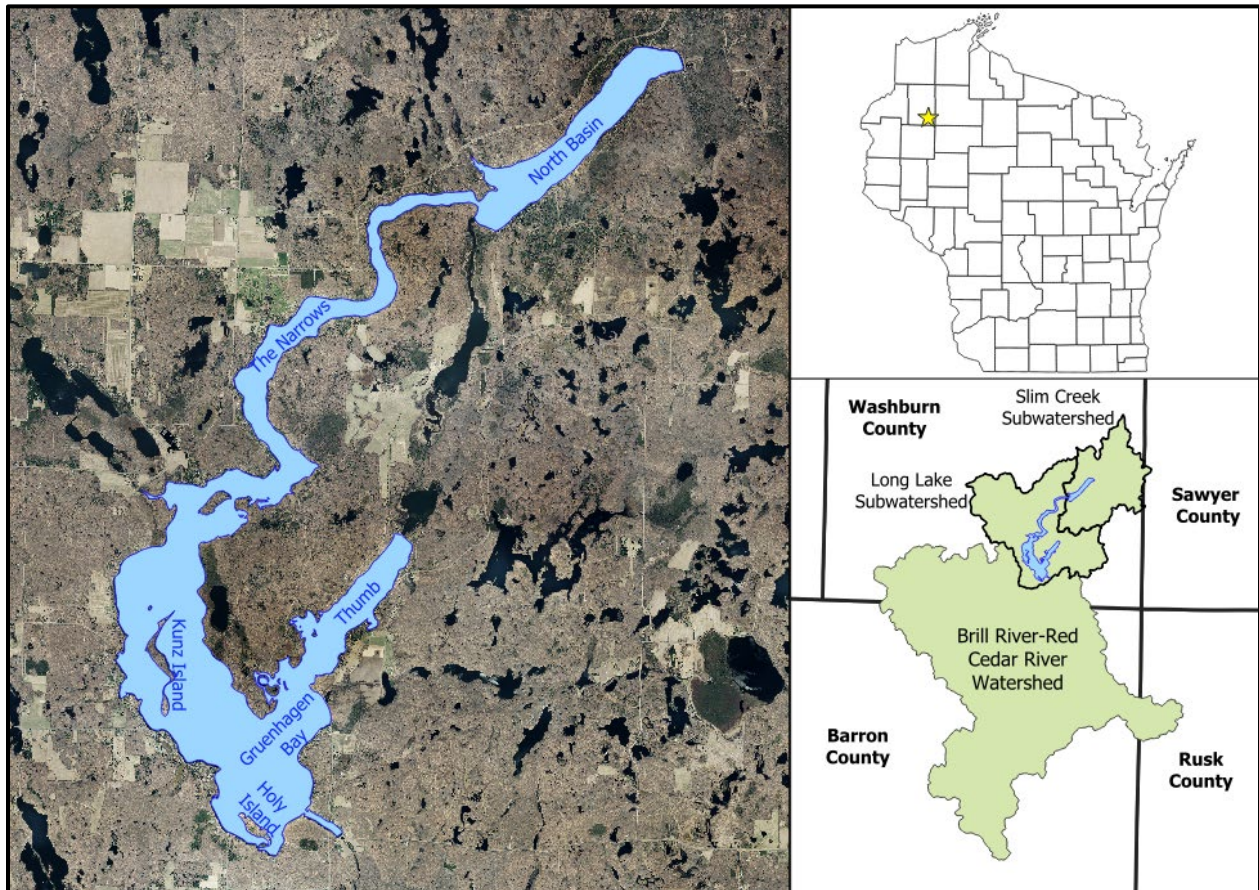 North Basin
The Narrows
Kunz Island
Thumb
Gruenhagen
Bay
Holy
Island
Washburn
County
Slim Creek
Subwatershed
Long Lake
Subwatershed
Sawyer
County
Brill River-Red
Cedar River
Watershed
Barron
County
Rusk
County